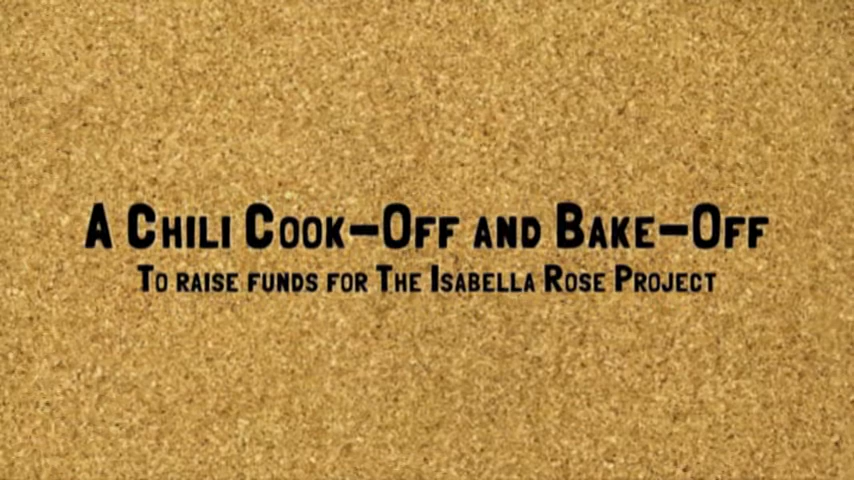 A Chili Cook-Off and Bake-Off
To raise funds for The Isabella Rose Project